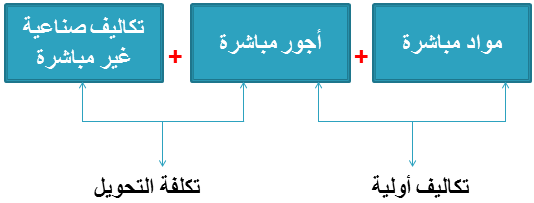 مواد مباشرة
+
أجور مباشرة
+
تكاليف صناعية
غير مباشرة
تكاليف أولية
تكلفة التحويل